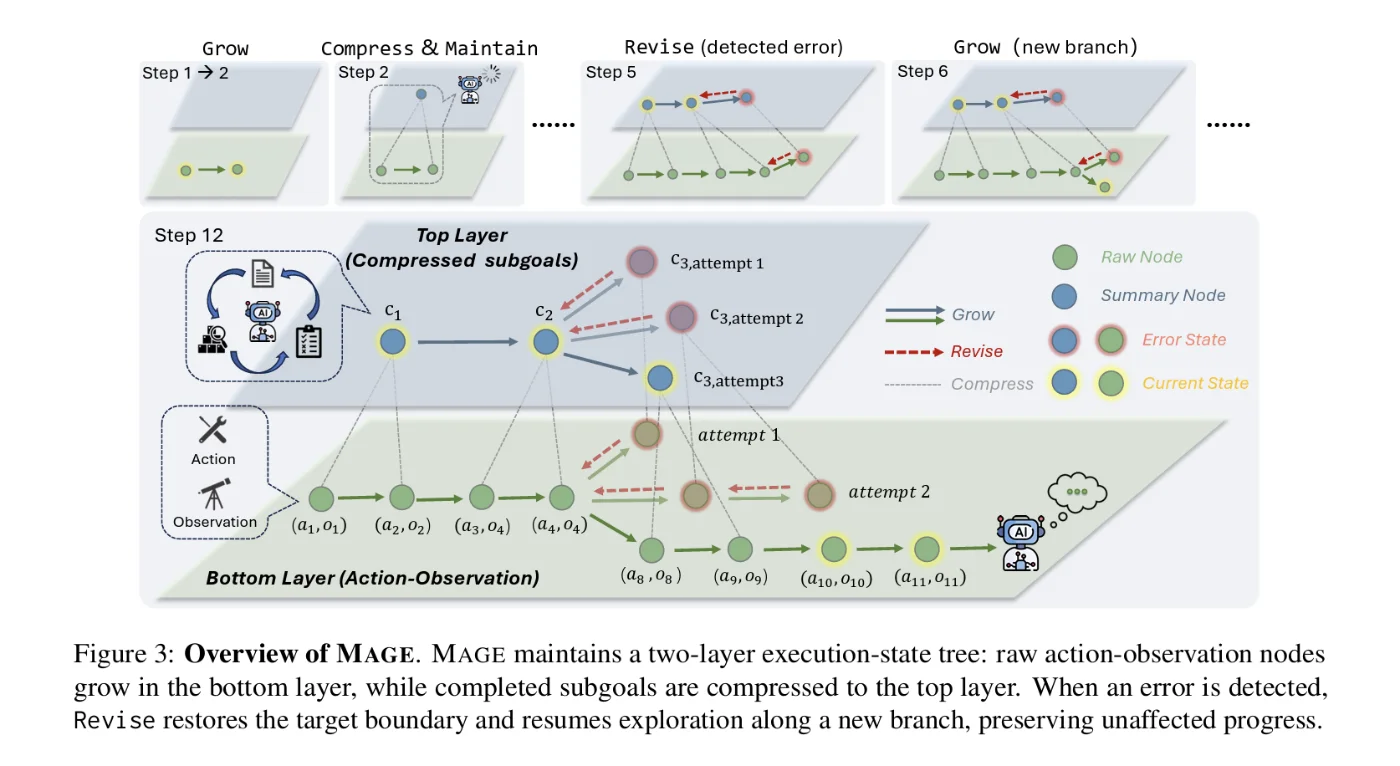 Grow
Compress & Maintain
Revise (detected error)
Grow (new branch)
Step 1 → 2
Step 2
Step 5
Step 6
......
......
AI
Step 12
Top Layer
(Compressed subgoals)
AI
c1
c2
c3,attempt 1
c3,attempt 2
c3,attempt3
Raw Node
Summary Node
Grow
Revise
Compress
Error State
Current State
Action
Observation
attempt 1
attempt 2
(a1, o1)
(a2, o2)
(a3, o4)
(a4, o4)
(a8 , o8 )
(a9, o9)
(a10, o10)
(a11, o11)
AI
Bottom Layer (Action-Observation)
Figure 3: Overview of MAGE. MAGE maintains a two-layer execution-state tree: raw action-observation nodes
grow in the bottom layer, while completed subgoals are compressed to the top layer. When an error is detected,
Revise restores the target boundary and resumes exploration along a new branch, preserving unaffected progress.